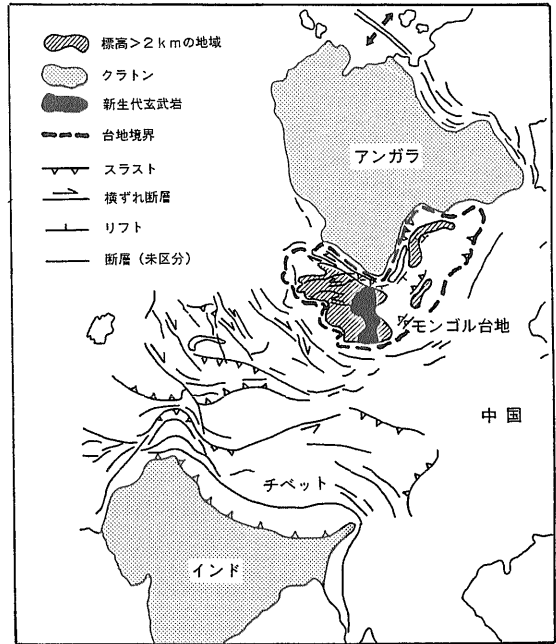 標高＞２ｋｍの地域
クラトン
新生代玄武岩
台地境界
スラスト
横ずれ断層
リフト
断層（未区分）
アンガラ
モンゴル台地
中国
チベット
インド